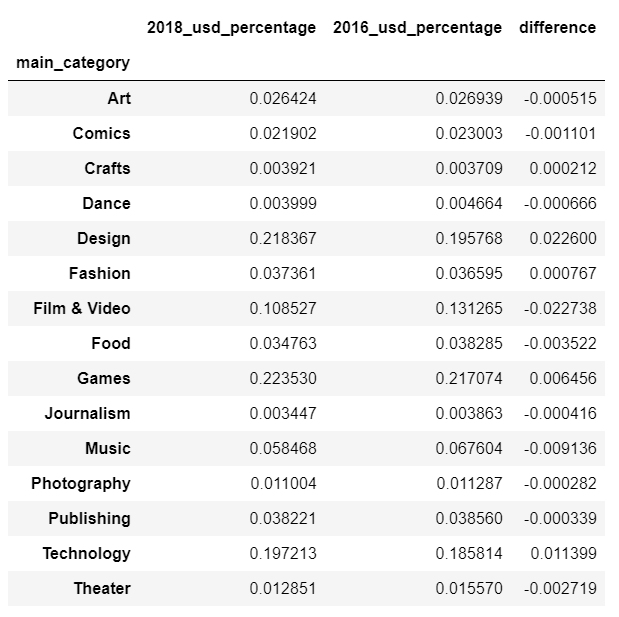 2018_usd_percentage 2016_usd_percentage difference
main_category
Art 0.026424 0.026939 -0.000515
Comics 0.021902 0.023003 -0.001101
Crafts 0.003921 0.003709 0.000212
Dance 0.003999 0.004664 -0.000666
Design 0.218367 0.195768 0.022600
Fashion 0.037361 0.036595 0.000767
Film & Video 0.108527 0.131265 -0.022738
Food 0.034763 0.038285 -0.003522
Games 0.223530 0.217074 0.006456
Journalism 0.003447 0.003863 -0.000416
Music 0.058468 0.067604 -0.009136
Photography 0.011004 0.011287 -0.000282
Publishing 0.038221 0.038560 -0.000339
Technology 0.197213 0.185814 0.011399
Theater 0.012851 0.015570 -0.002719